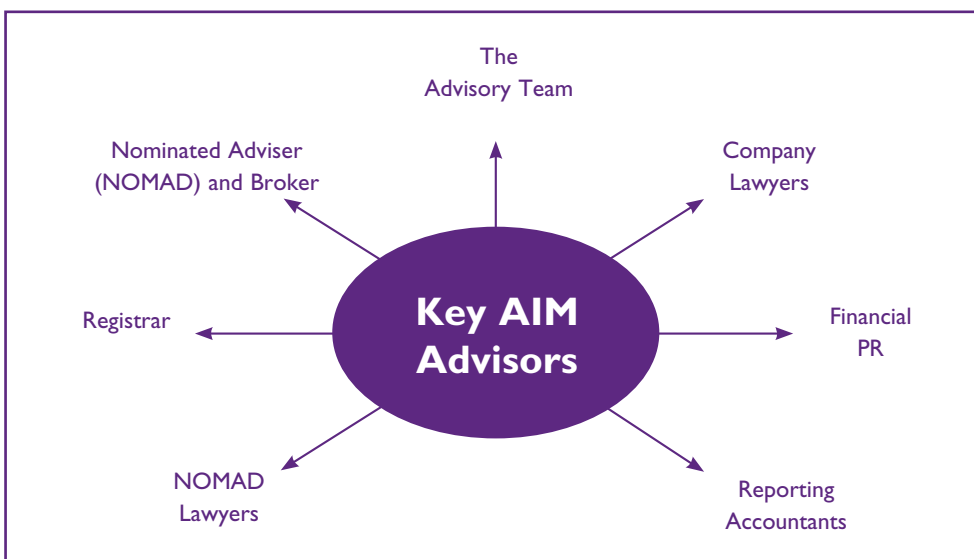 The
Advisory Team
Nominated Adviser
(NOMAD) and Broker
Company
Lawyers
Key AIM
Advisors
Registrar
Financial
PR
NOMAD
Lawyers
Reporting
Accountants